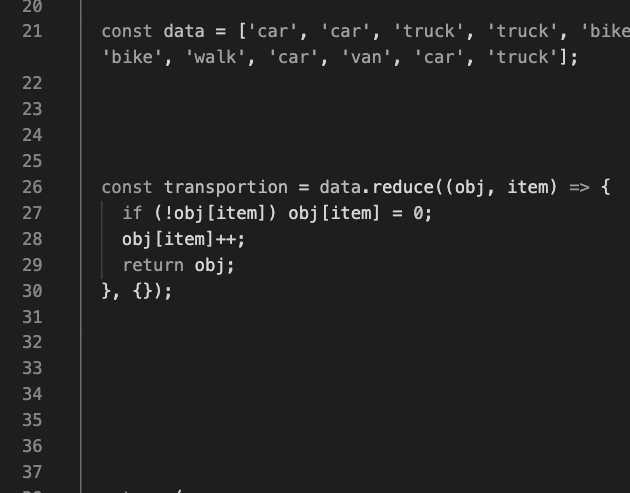 20
21 const data = ['car', 'car', 'truck', 'truck', 'bike
'bike', 'walk', 'car', 'van', 'car', 'truck'];
22
23
24
25
26 const transportion = data.reduce((obj, item) => {
27 if (!obj[item]) obj[item] = 0;
28 obj[item]++;
29 return obj;
30 }, {});
31
32
33
34
35
36
37